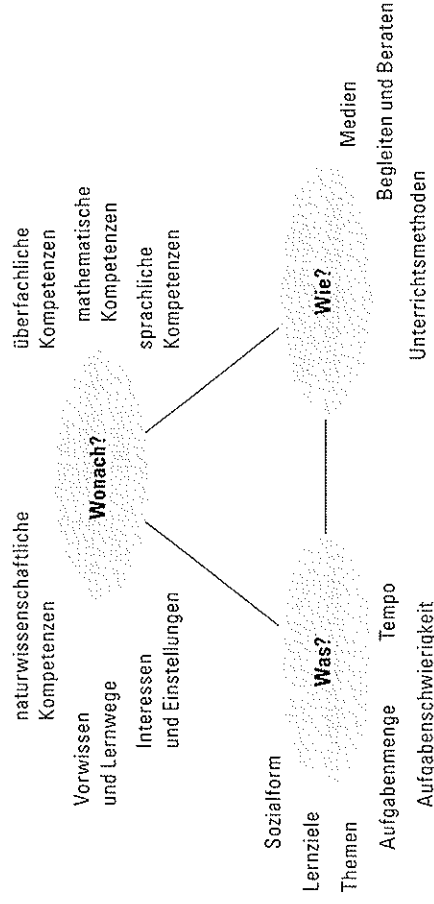 naturwissenschaftliche
Kompetenzen
Vorwissen
und Lernwege
Interessen
und Einstellungen
Wonach?
überfachliche
Kompetenzen
mathematische
Kompetenzen
sprachliche
Kompetenzen
Sozialform
Lernziele
Themen
Was?
Aufgabenmenge
Tempo
Aufgabenschwierigkeit
Wie?
Medien
Begleiten und Beraten
Unterrichtsmethoden